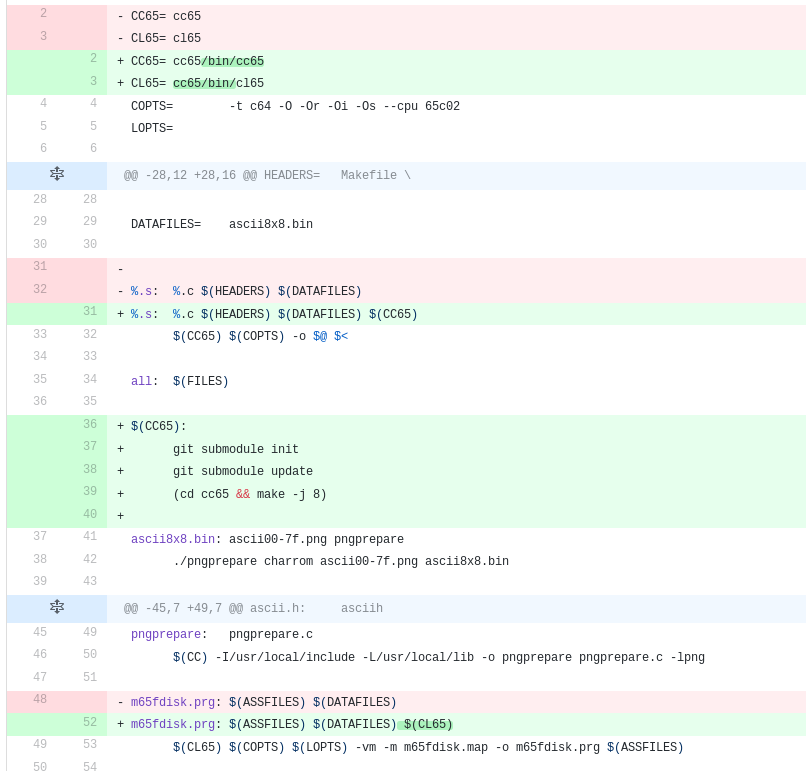 2 - CC65= cc65
3 - CL65= cl65
2 + CC65= cc65/bin/cc65
3 + CL65= cc65/bin/cl65
4 4 COPTS= -t c64 -O -Or -Oi -Os --cpu 65c02
5 5 LOPTS=
6 6
@@ -28,12 +28,16 @@ HEADERS= Makefile \
28 28
29 29 DATAFILES= ascii8x8.bin
30 30
31 -
32 - %.s: %.c $(HEADERS) $(DATAFILES)
31 + %.s: %.c $(HEADERS) $(DATAFILES) $(CC65)
33 32 $(CC65) $(COPTS) -o $@ $<
34 33
35 34 all: $(FILES)
36 35
36 + $(CC65):
37 + git submodule init
38 + git submodule update
39 + (cd cc65 && make -j 8)
40 +
37 41 ascii8x8.bin: ascii00-7f.png pngprepare
38 42 ./pngprepare charrom ascii00-7f.png ascii8x8.bin
39 43
@@ -45,7 +49,7 @@ ascii.h: asciih
45 49 pngprepare: pngprepare.c
46 50 $(CC) -I/usr/local/include -L/usr/local/lib -o pngprepare pngprepare.c -lpng
47 51
48 - m65fdisk.prg: $(ASSFILES) $(DATAFILES)
52 + m65fdisk.prg: $(ASSFILES) $(DATAFILES) $(CL65)
49 53 $(CL65) $(COPTS) $(LOPTS) -vm -m m65fdisk.map -o m65fdisk.prg $(ASSFILES)
50 54